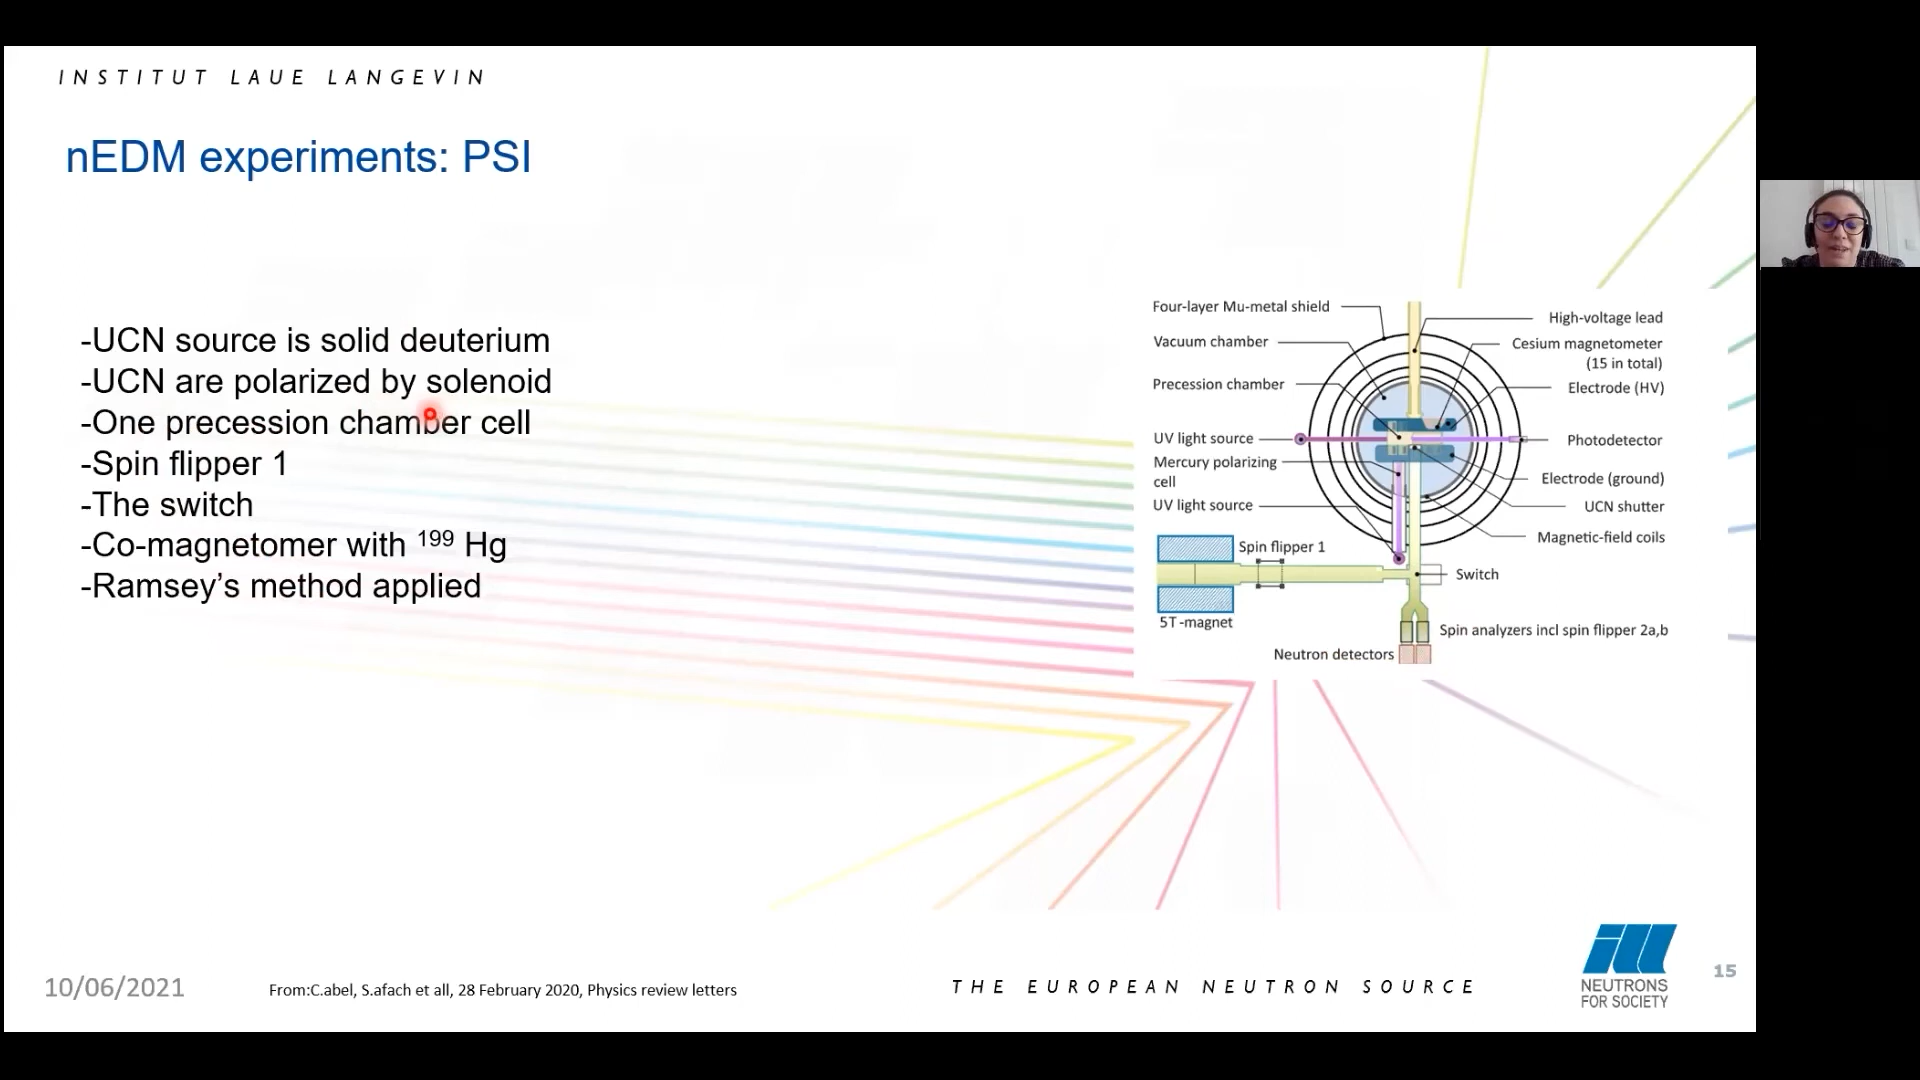 INSTITUT LAUE LANGEVIN
nEDM experiments: PSI
-UCN source is solid deuterium
-UCN are polarized by solenoid
-One precession chamber cell
-Spin flipper 1
-The switch
-Co-magnetomer with ¹⁹⁹ Hg
-Ramsey’s method applied
Four-layer Mu-metal shield
Vacuum chamber
Precession chamber
UV light source
Mercury polarizing
cell
UV light source
Spin flipper 1
5T-magnet
High-voltage lead
Cesium magnetometer
(15 in total)
Electrode (HV)
Photodetector
Electrode (ground)
UCN shutter
Magnetic-field coils
Switch
Spin analyzers incl spin flipper 2a,b
Neutron detectors
10/06/2021
From:C.abel, S.afach et all, 28 February 2020, Physics review letters
THE EUROPEAN NEUTRON SOURCE
ill
NEUTRONS
FOR SOCIETY
15